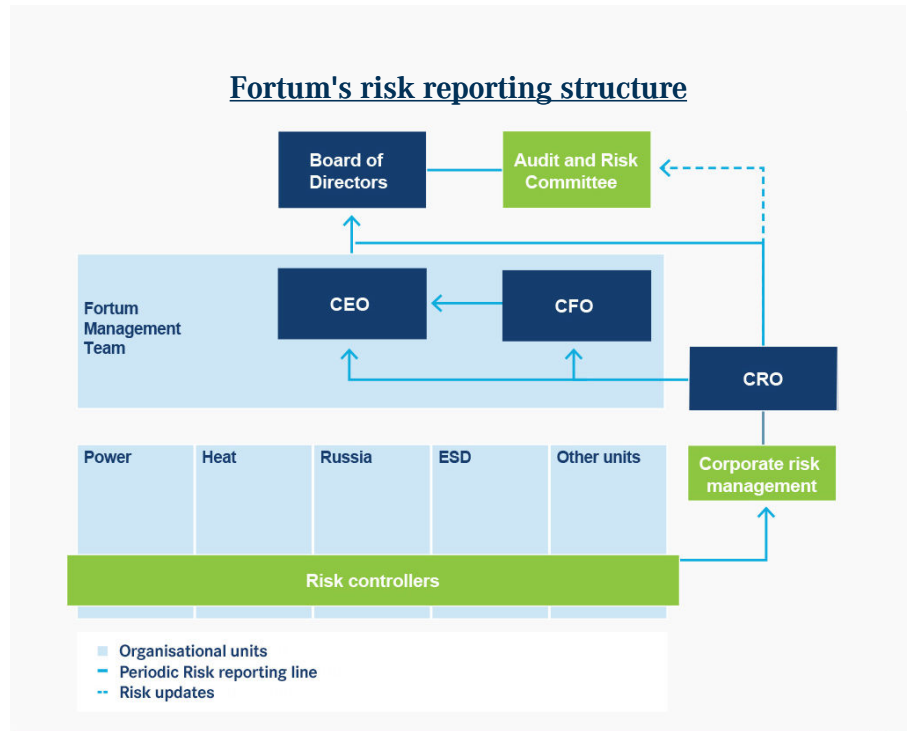 Fortum's risk reporting structure
Board of
Directors
Audit and Risk
Committee
Fortum
Management
Team
CEO
CFO
CRO
Power
Heat
Russia
ESD
Other units
Corporate risk
management
Risk controllers
Organisational units
Periodic Risk reporting line
Risk updates